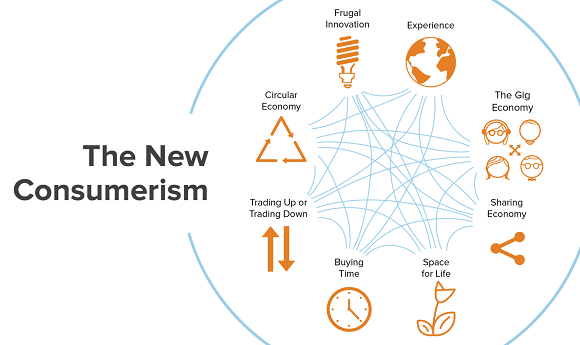 The New
Consumerism
Frugal
Innovation
Experience
The Gig
Economy
Sharing
Economy
Space
for Life
Buying
Time
Trading Up or
Trading Down
Circular
Economy